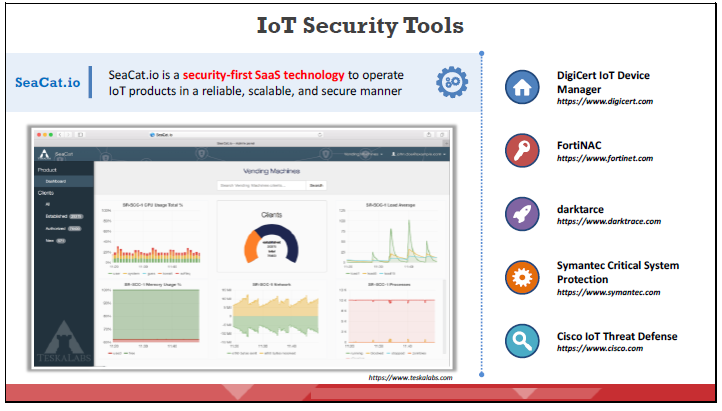 IoT Security Tools
SeaCat.io
SeaCat.io is a security-first SaaS technology to operate
IoT products in a reliable, scalable, and secure manner
SeaCat.io
SeaCat
Product
Dashboard
Clients
All
Established
Authorised
New
Vending Machines
Vending Machines
Search
SR-SCC-1 CPU Usage Total %
Clients
SR-SCC-1 Load Average
SR-SCC-1 Memory Usage %
SR-SCC-1 Network
SR-SCC-1 Processes
TESKALABS
https://www.teskalabs.com
DigiCert IoT Device
Manager
https://www.digicert.com
FortiNAC
https://www.fortinet.com
darktarce
https://www.darktrace.com
Symantec Critical System
Protection
https://www.symantec.com
Cisco IoT Threat Defense
https://www.cisco.com